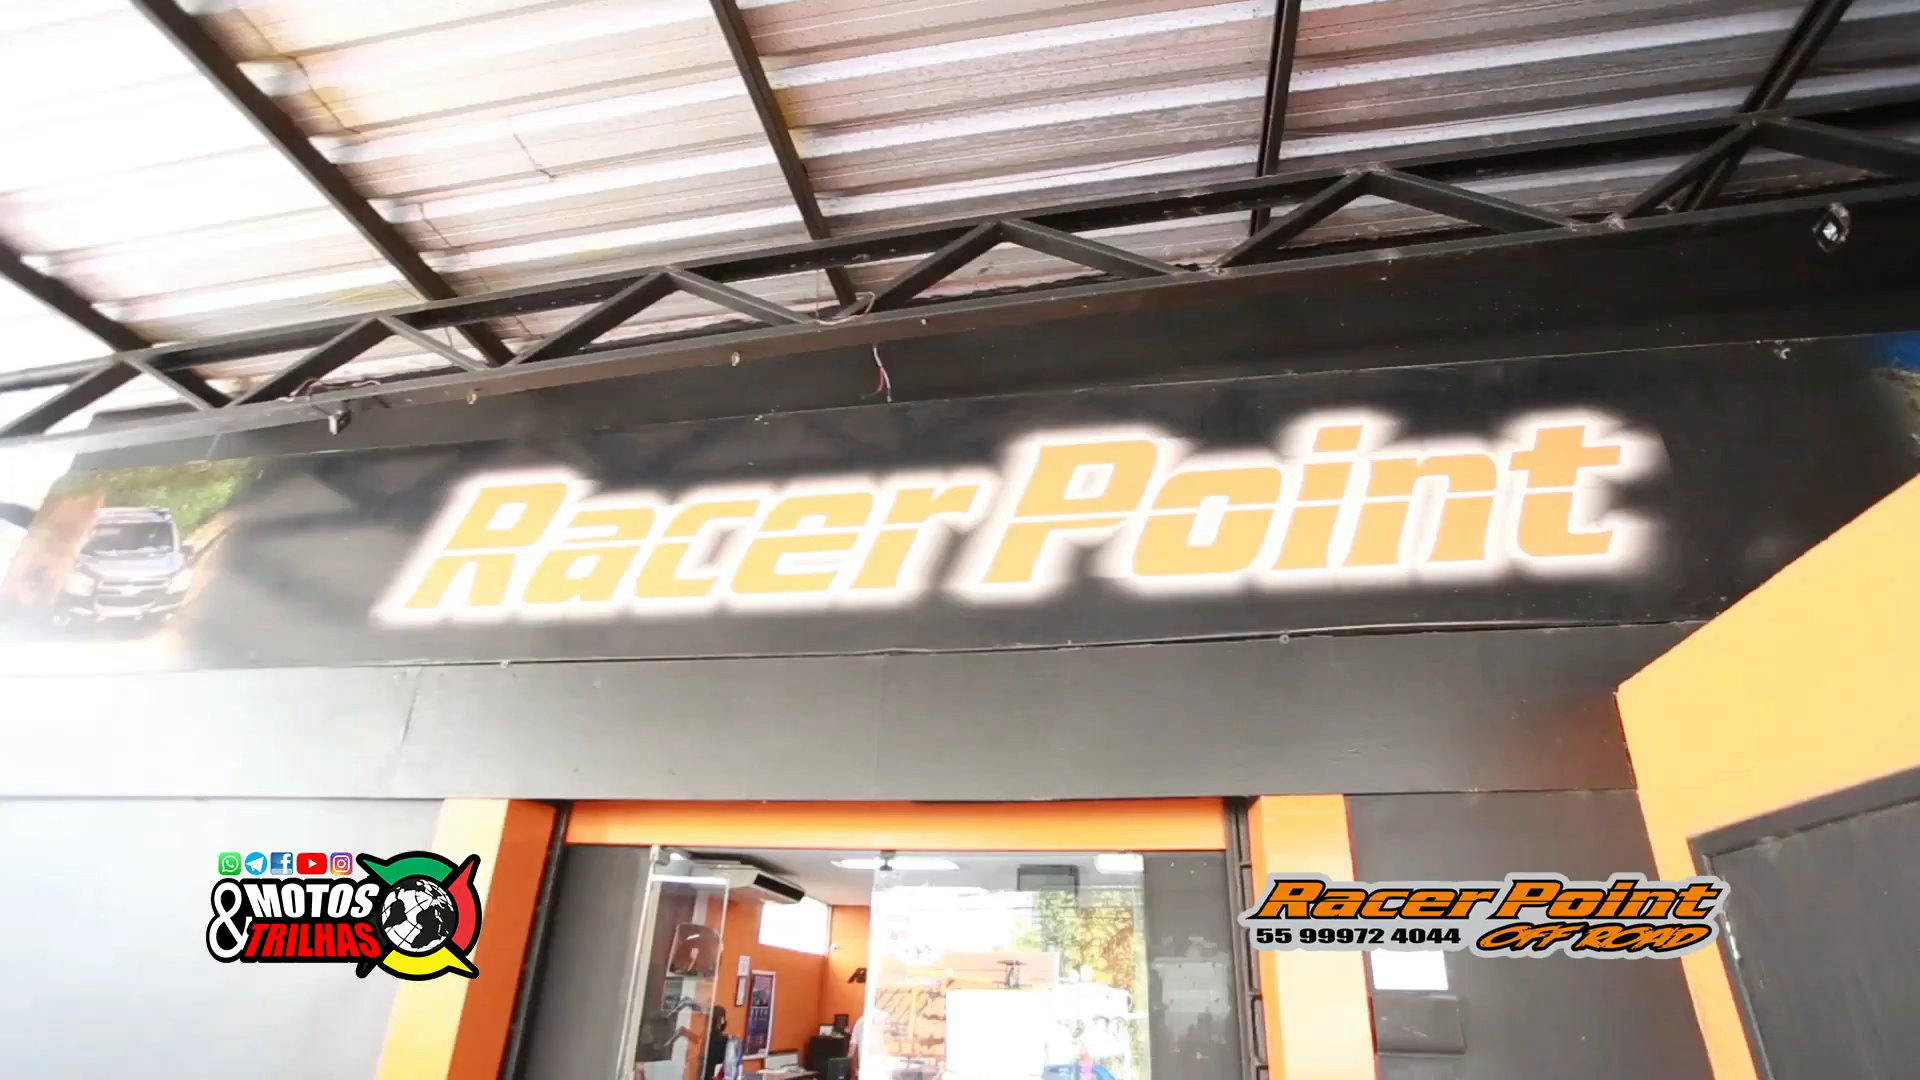 Racer Point
& MOTOS
TRILHAS
Racer Point
55 99972 4044 OFF ROAD